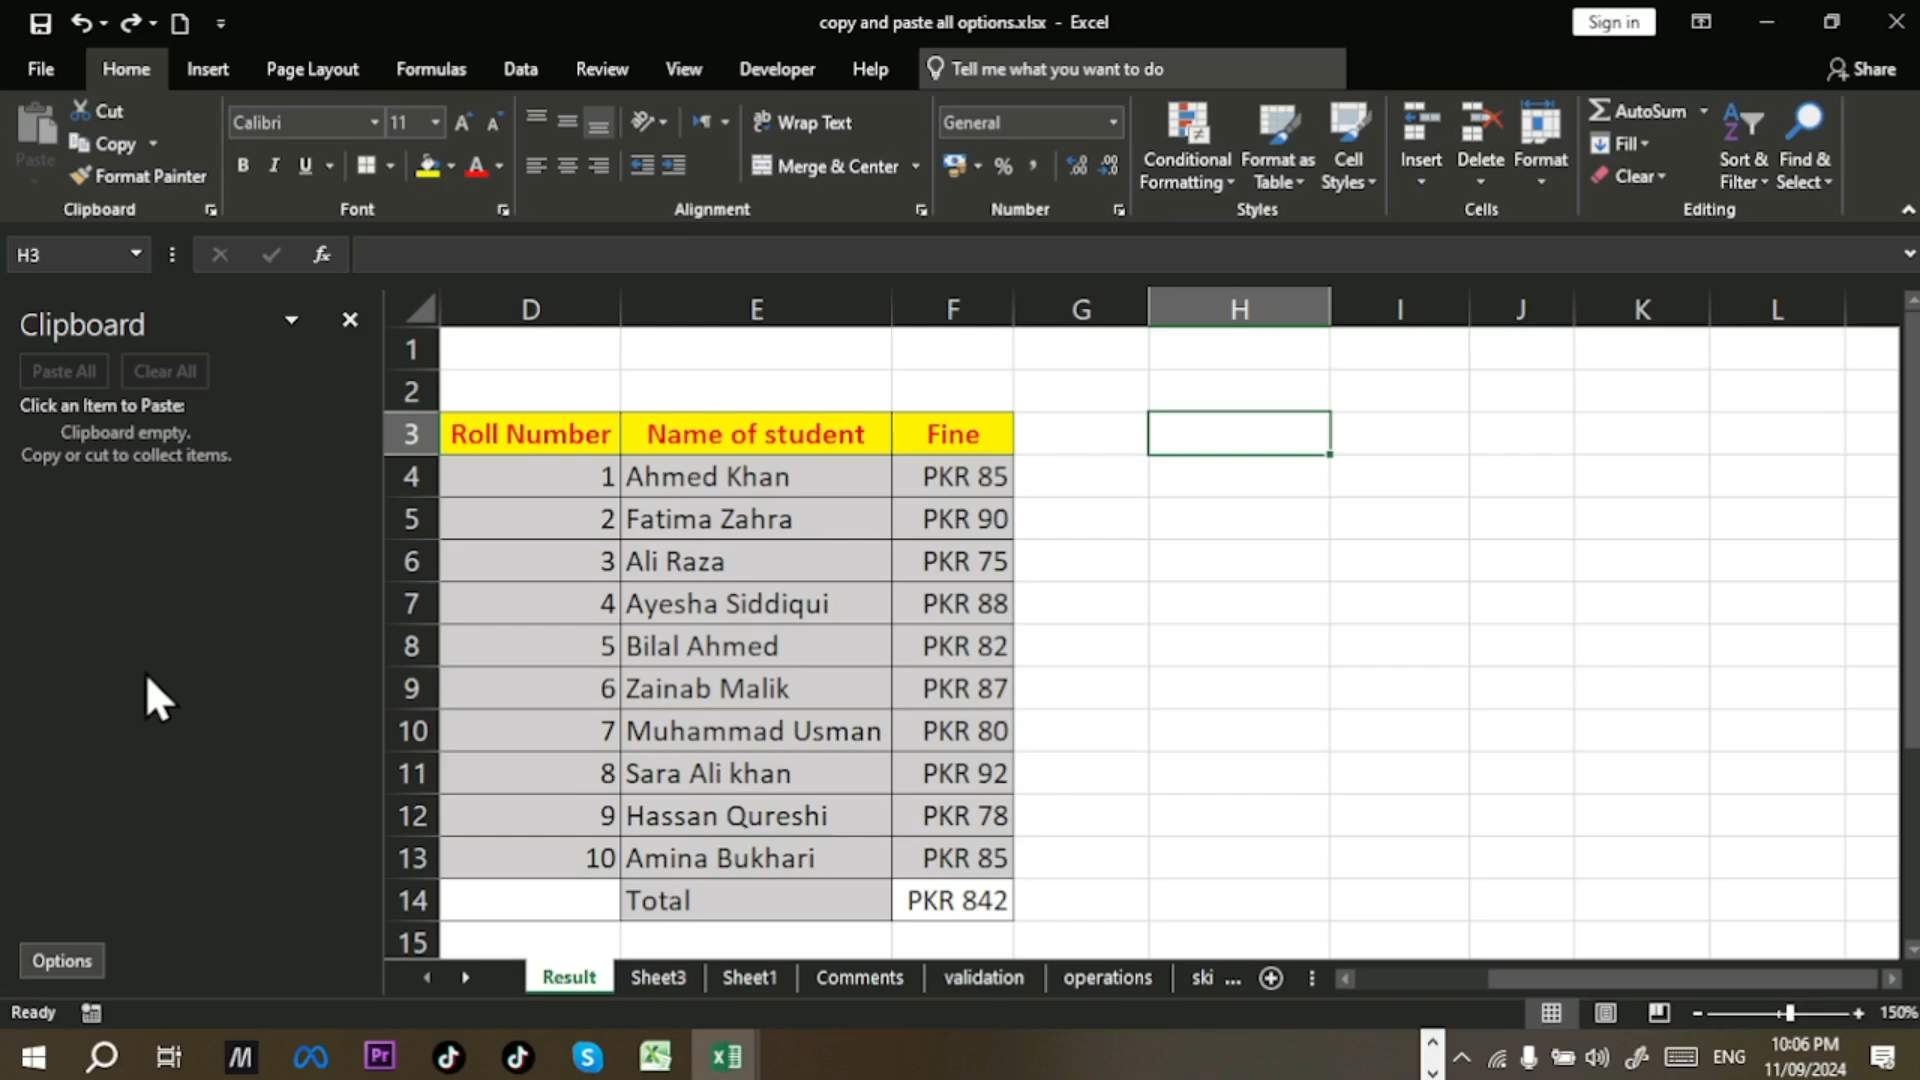 copy and paste all options.xlsx - Excel
Sign in
File Home Insert Page Layout Formulas Data Review View Developer Help Tell me what you want to do Share
Paste
Cut
Copy
Format Painter
Clipboard
Calibri 11
B I U
Font
Wrap Text
Merge & Center
Alignment
General
Number
Conditional Formatting
Format as Table
Cell Styles
Styles
Insert Delete Format
Cells
AutoSum
Fill
Clear
Sort & Filter
Find & Select
Editing
H3 fx
Clipboard
Paste All Clear All
Click an Item to Paste:
Clipboard empty.
Copy or cut to collect items.
Options
D E F G H I J K L
1
2
3 Roll Number Name of student Fine
4 1 Ahmed Khan PKR 85
5 2 Fatima Zahra PKR 90
6 3 Ali Raza PKR 75
7 4 Ayesha Siddiqui PKR 88
8 5 Bilal Ahmed PKR 82
9 6 Zainab Malik PKR 87
10 7 Muhammad Usman PKR 80
11 8 Sara Ali khan PKR 92
12 9 Hassan Qureshi PKR 78
13 10 Amina Bukhari PKR 85
14 Total PKR 842
15
Result Sheet3 Sheet1 Comments validation operations ski ...
Ready 150%
ENG
10:06 PM
11/09/2024